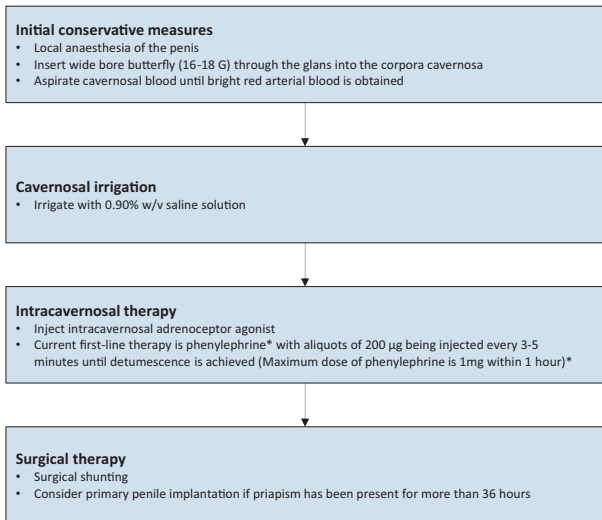 Initial conservative measures
• Local anaesthesia of the penis
• Insert wide bore butterfly (16-18 G) through the glans into the corpora cavernosa
• Aspirate cavernosal blood until bright red arterial blood is obtained
Cavernosal irrigation
• Irrigate with 0.90% w/v saline solution
Intracavernosal therapy
• Inject intracavernosal adrenoceptor agonist
• Current first-line therapy is phenylephrine* with aliquots of 200 μg being injected every 3-5
minutes until detumescence is achieved (Maximum dose of phenylephrine is 1mg within 1 hour)*
Surgical therapy
• Surgical shunting
• Consider primary penile implantation if priapism has been present for more than 36 hours